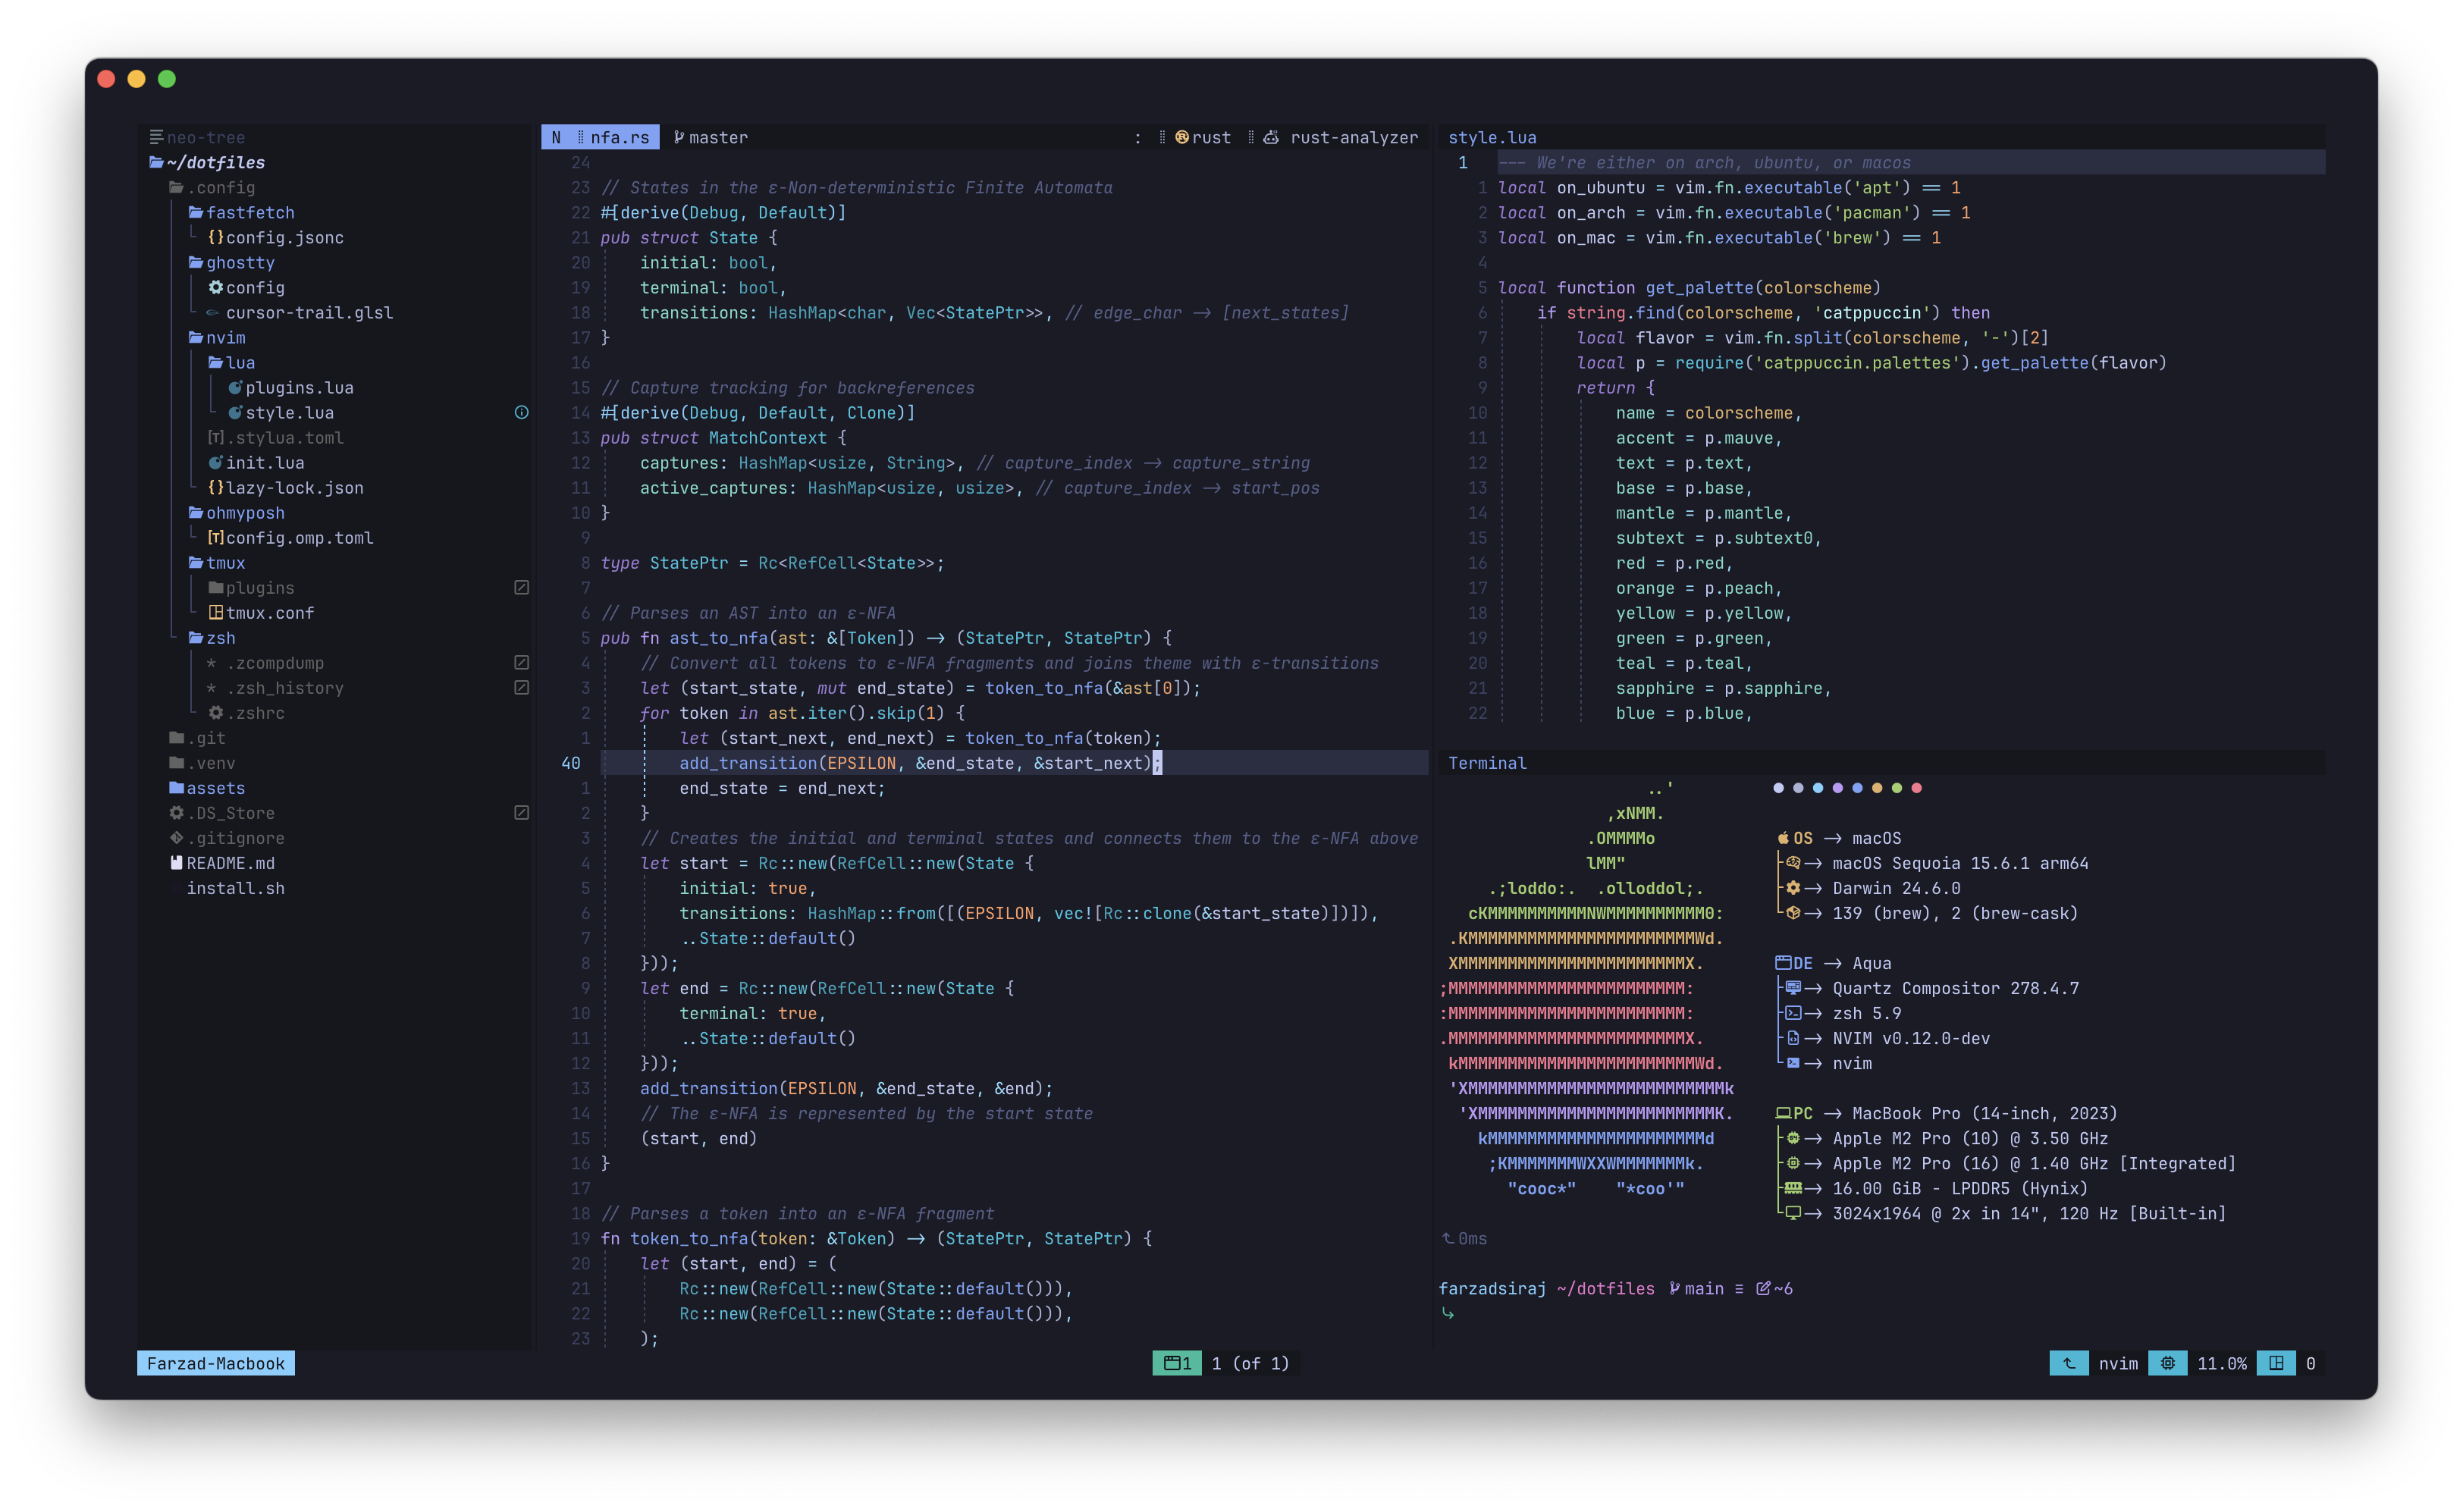 neo-tree
~/dotfiles
.config
fastfetch
{}config.jsonc
ghostty
config
cursor-trail.glsl
nvim
lua
plugins.lua
style.lua
[T].stylua.toml
init.lua
{}lazy-lock.json
ohmyposh
[T]config.omp.toml
tmux
plugins
tmux.conf
zsh
* .zcompdump
* .zsh_history
.zshrc
.git
.venv
assets
.DS_Store
.gitignore
README.md
install.sh
N nfa.rs master : rust rust-analyzer
24
23 // States in the ε-Non-deterministic Finite Automata
22 #[derive(Debug, Default)]
21 pub struct State {
20 initial: bool,
19 terminal: bool,
18 transitions: HashMap<char, Vec<StatePtr>>, // edge_char -> [next_states]
17 }
16
15 // Capture tracking for backreferences
14 #[derive(Debug, Default, Clone)]
13 pub struct MatchContext {
12 captures: HashMap<usize, String>, // capture_index -> capture_string
11 active_captures: HashMap<usize, usize>, // capture_index -> start_pos
10 }
9
8 type StatePtr = Rc<RefCell<State>>;
7
6 // Parses an AST into an ε-NFA
5 pub fn ast_to_nfa(ast: &[Token]) -> (StatePtr, StatePtr) {
4 // Convert all tokens to ε-NFA fragments and joins theme with ε-transitions
3 let (start_state, mut end_state) = token_to_nfa(&ast[0]);
2 for token in ast.iter().skip(1) {
1 let (start_next, end_next) = token_to_nfa(token);
40 add_transition(EPSILON, &end_state, &start_next);
1 end_state = end_next;
2 }
3 // Creates the initial and terminal states and connects them to the ε-NFA above
4 let start = Rc::new(RefCell::new(State {
5 initial: true,
6 transitions: HashMap::from([(EPSILON, vec![Rc::clone(&start_state)])]),
7 ..State::default()
8 }));
9 let end = Rc::new(RefCell::new(State {
10 terminal: true,
11 ..State::default()
12 }));
13 add_transition(EPSILON, &end_state, &end);
14 // The ε-NFA is represented by the start state
15 (start, end)
16 }
17
18 // Parses a token into an ε-NFA fragment
19 fn token_to_nfa(token: &Token) -> (StatePtr, StatePtr) {
20 let (start, end) = (
21 Rc::new(RefCell::new(State::default())),
22 Rc::new(RefCell::new(State::default())),
23 );
style.lua
1 --- We're either on arch, ubuntu, or macos
1 local on_ubuntu = vim.fn.executable('apt') == 1
2 local on_arch = vim.fn.executable('pacman') == 1
3 local on_mac = vim.fn.executable('brew') == 1
4
5 local function get_palette(colorscheme)
6 if string.find(colorscheme, 'catppuccin') then
7 local flavor = vim.fn.split(colorscheme, '-')[2]
8 local p = require('catppuccin.palettes').get_palette(flavor)
9 return {
10 name = colorscheme,
11 accent = p.mauve,
12 text = p.text,
13 base = p.base,
14 mantle = p.mantle,
15 subtext = p.subtext0,
16 red = p.red,
17 orange = p.peach,
18 yellow = p.yellow,
19 green = p.green,
20 teal = p.teal,
21 sapphire = p.sapphire,
22 blue = p.blue,
Terminal
..'
,xNMM.
.OMMMMo
lMM"
.;loddo:. .olloddol;.
cKMMMMMMMMMMNWMMMMMMMMMM0:
.KMMMMMMMMMMMMMMMMMMMMMMMWd.
XMMMMMMMMMMMMMMMMMMMMMMMX.
;MMMMMMMMMMMMMMMMMMMMMMMM:
:MMMMMMMMMMMMMMMMMMMMMMMM:
.MMMMMMMMMMMMMMMMMMMMMMMMX.
kMMMMMMMMMMMMMMMMMMMMMMMMWd.
'XMMMMMMMMMMMMMMMMMMMMMMMMMMk
'XMMMMMMMMMMMMMMMMMMMMMMMMK.
kMMMMMMMMMMMMMMMMMMMMMMd
;KMMMMMMMWXXWMMMMMMMk.
"cooc*" "*coo'"
OS -> macOS
-> macOS Sequoia 15.6.1 arm64
-> Darwin 24.6.0
-> 139 (brew), 2 (brew-cask)
DE -> Aqua
-> Quartz Compositor 278.4.7
-> zsh 5.9
-> NVIM v0.12.0-dev
-> nvim
PC -> MacBook Pro (14-inch, 2023)
-> Apple M2 Pro (10) @ 3.50 GHz
-> Apple M2 Pro (16) @ 1.40 GHz [Integrated]
-> 16.00 GiB - LPDDR5 (Hynix)
-> 3024x1964 @ 2x in 14", 120 Hz [Built-in]
0ms
farzadsiraj ~/dotfiles main ≡ ~6
Farzad-Macbook 1 1 (of 1) nvim 11.0% 0